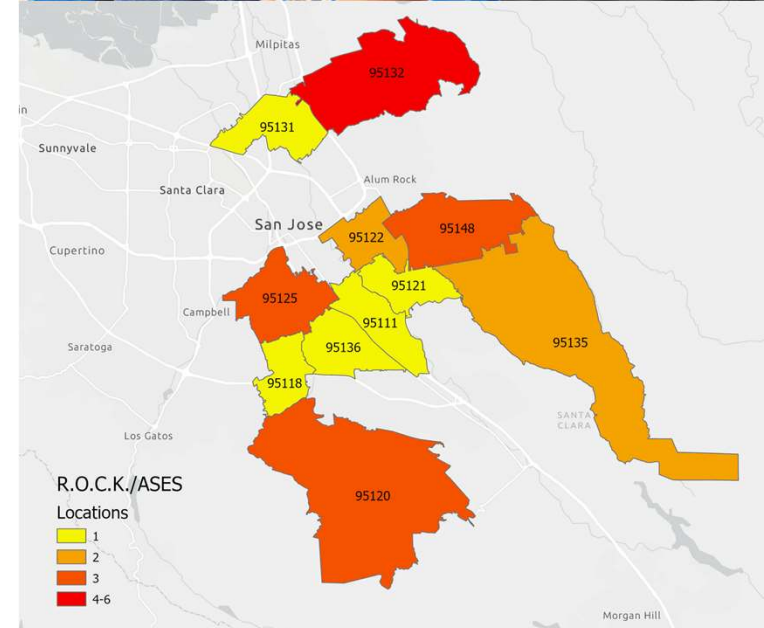 Milpitas
95132
in
95131
Sunnyvale
Alum Rock
Santa Clara
San Jose
95148
95122
Cupertino
95121
95125
Campbell
95111
95136
95135
Saratoga
95118
SANTA
CLARA
Los Gatos
R.O.C.K./ASES
95120
Locations
1
2
3
4-6
Morgan Hill